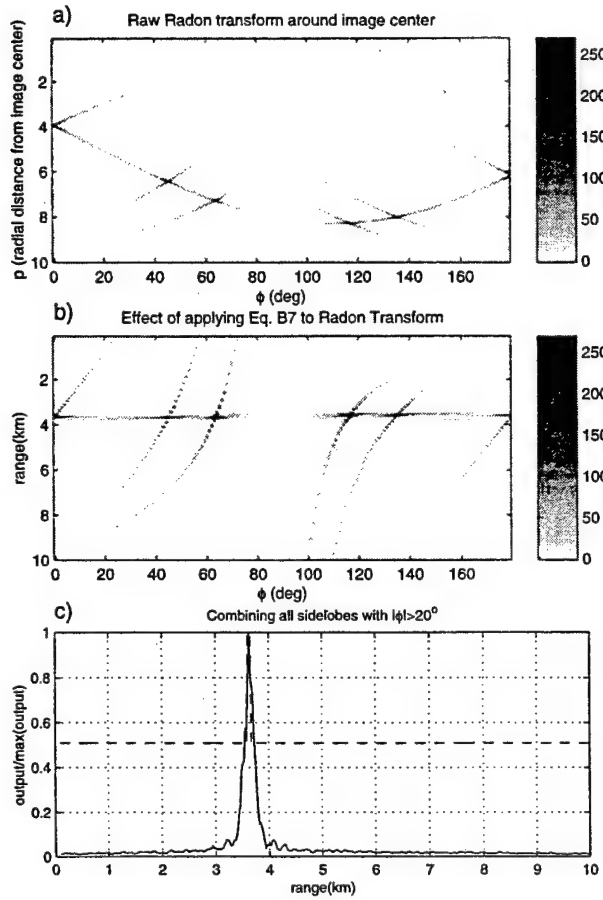 a)
Raw Radon transform around image center
p (radial distance from image center)
2
4
6
8
10
0 20 40 60 80 100 120 140 160
ϕ (deg)
250
200
150
100
50
0
b)
Effect of applying Eq. B7 to Radon Transform
range(km)
2
4
6
8
10
0 20 40 60 80 100 120 140 160
ϕ (deg)
250
200
150
100
50
0
c)
Combining all sidelobes with |ϕ|>20°
output/max(output)
1
0.8
0.6
0.4
0.2
0
0 1 2 3 4 5 6 7 8 9 10
range(km)